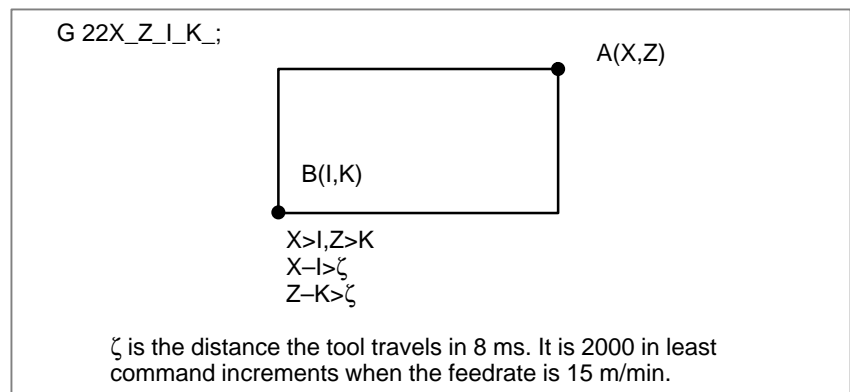 G 22X_Z_I_K_;
A(X,Z)
B(I,K)
X>I,Z>K
X–I>ζ
Z–K>ζ
ζ is the distance the tool travels in 8 ms. It is 2000 in least
command increments when the feedrate is 15 m/min.